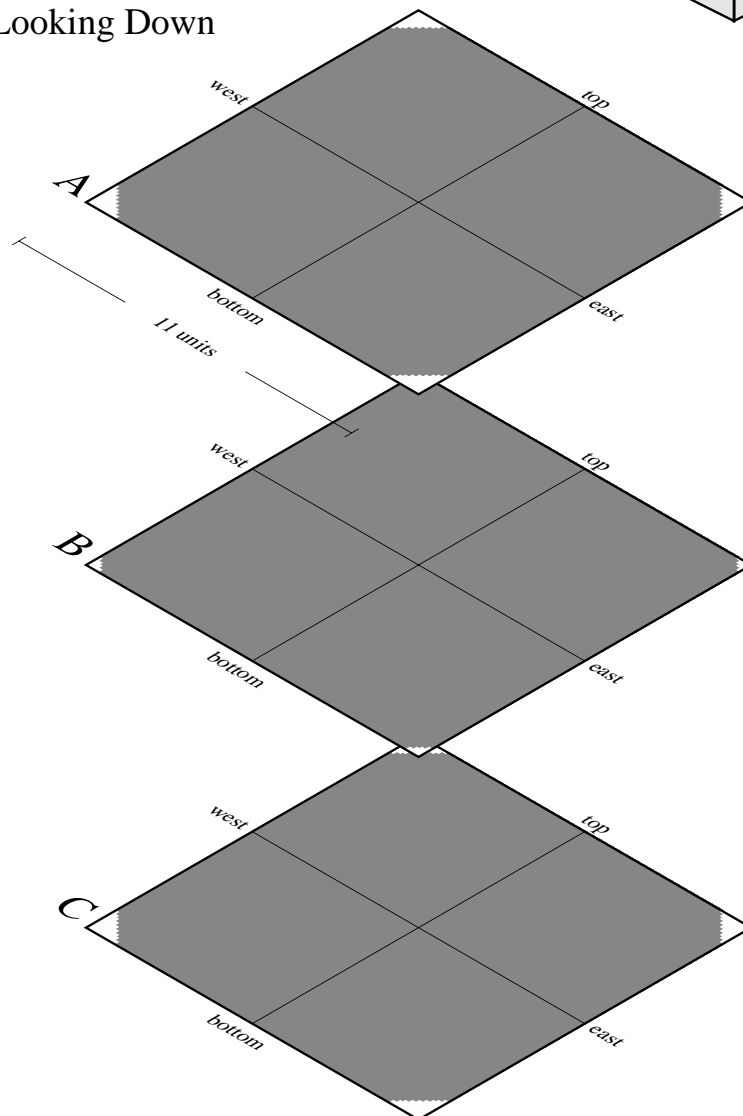 Looking Down
west
top
A
bottom
east
11 units
west
top
B
bottom
east
west
top
C
bottom
east